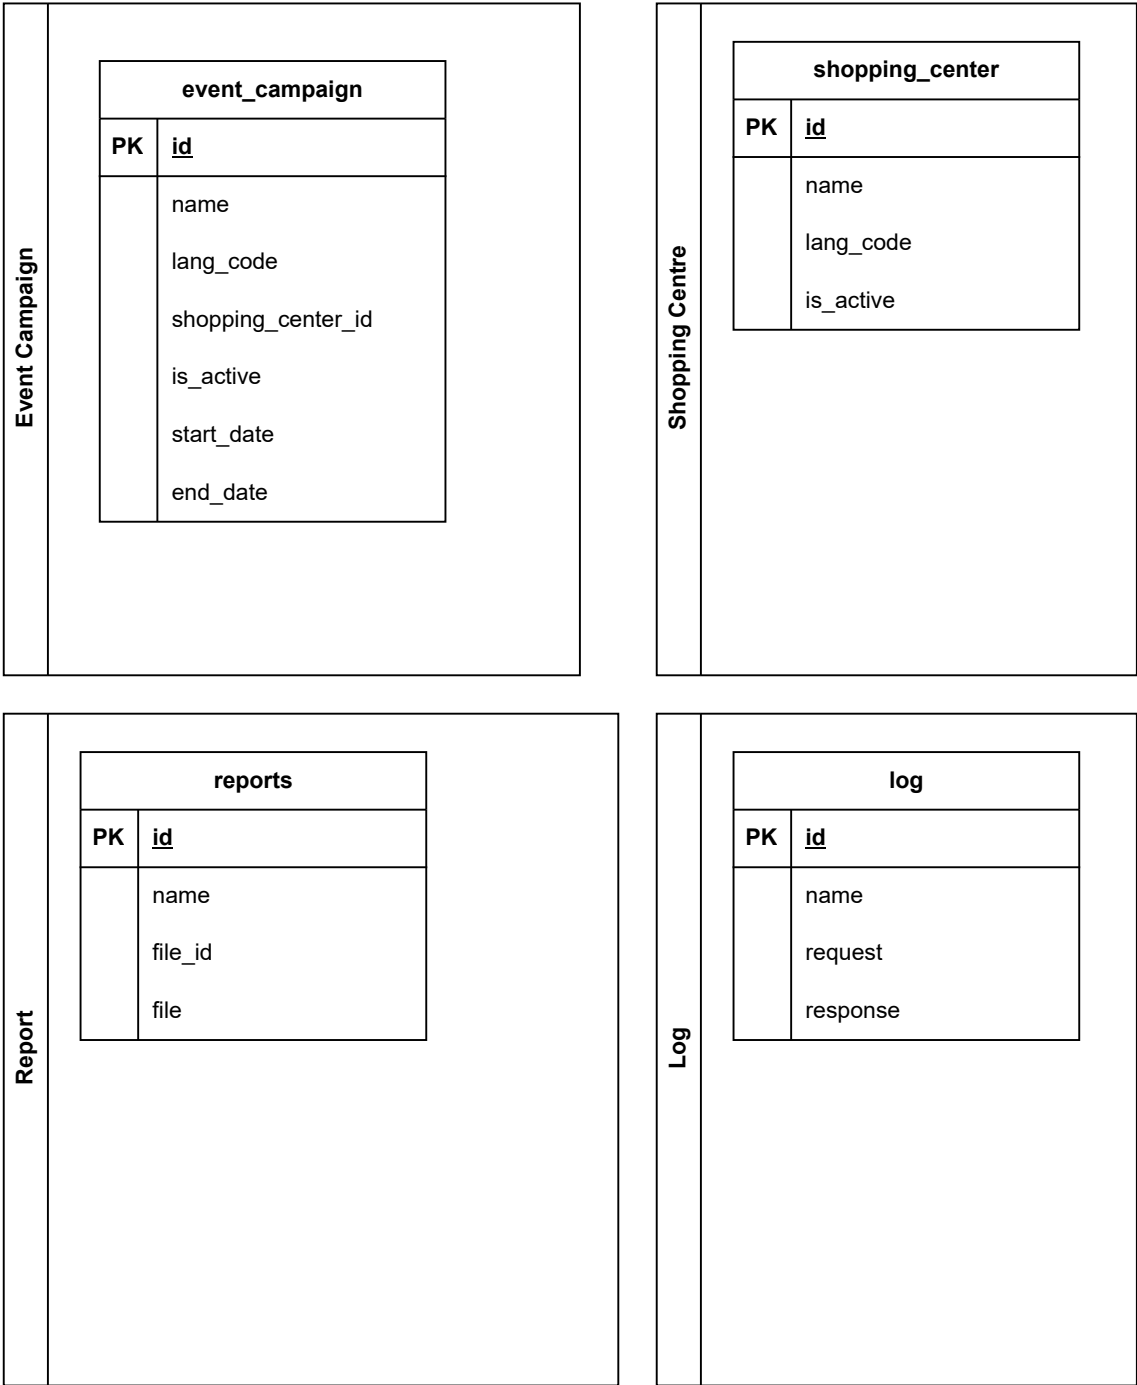 Event Campaign
event_campaign
PK id
name
lang_code
shopping_center_id
is_active
start_date
end_date
Shopping Centre
shopping_center
PK id
name
lang_code
is_active
Report
reports
PK id
name
file_id
file
Log
log
PK id
name
request
response